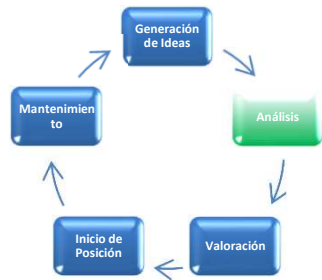 Generación
de Ideas
Análisis
Valoración
Inicio de
Posición
Mantenimien
to